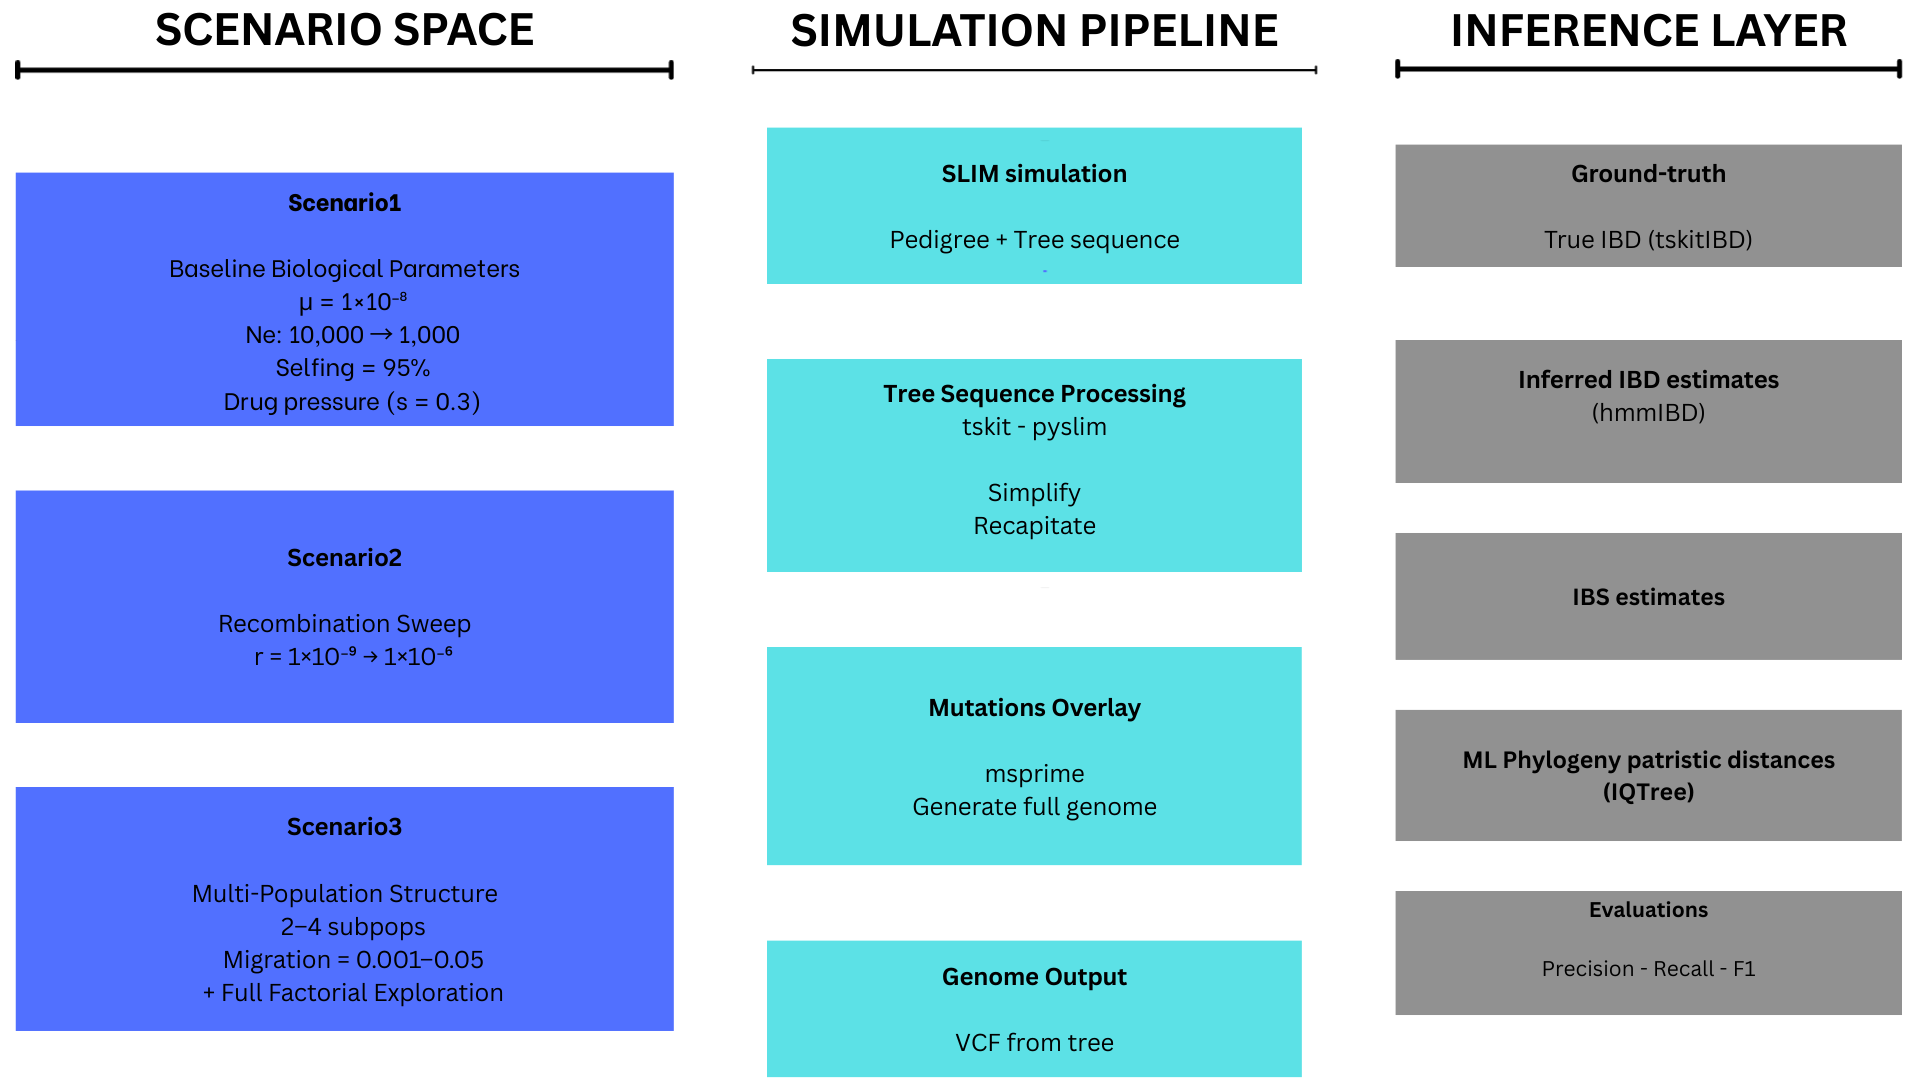 SCENARIO SPACE
Scenario1
Baseline Biological Parameters
μ = 1×10⁻⁸
Ne: 10,000 → 1,000
Selfing = 95%
Drug pressure (s = 0.3)
Scenario2
Recombination Sweep
r = 1×10⁻⁹ → 1×10⁻⁶
Scenario3
Multi-Population Structure
2–4 subpops
Migration = 0.001–0.05
+ Full Factorial Exploration
SIMULATION PIPELINE
SLIM simulation
Pedigree + Tree sequence
Tree Sequence Processing
tskit - pyslim
Simplify
Recapitate
Mutations Overlay
msprime
Generate full genome
Genome Output
VCF from tree
INFERENCE LAYER
Ground-truth
True IBD (tskitIBD)
Inferred IBD estimates
(hmmIBD)
IBS estimates
ML Phylogeny patristic distances
(IQTree)
Evaluations
Precision - Recall - F1